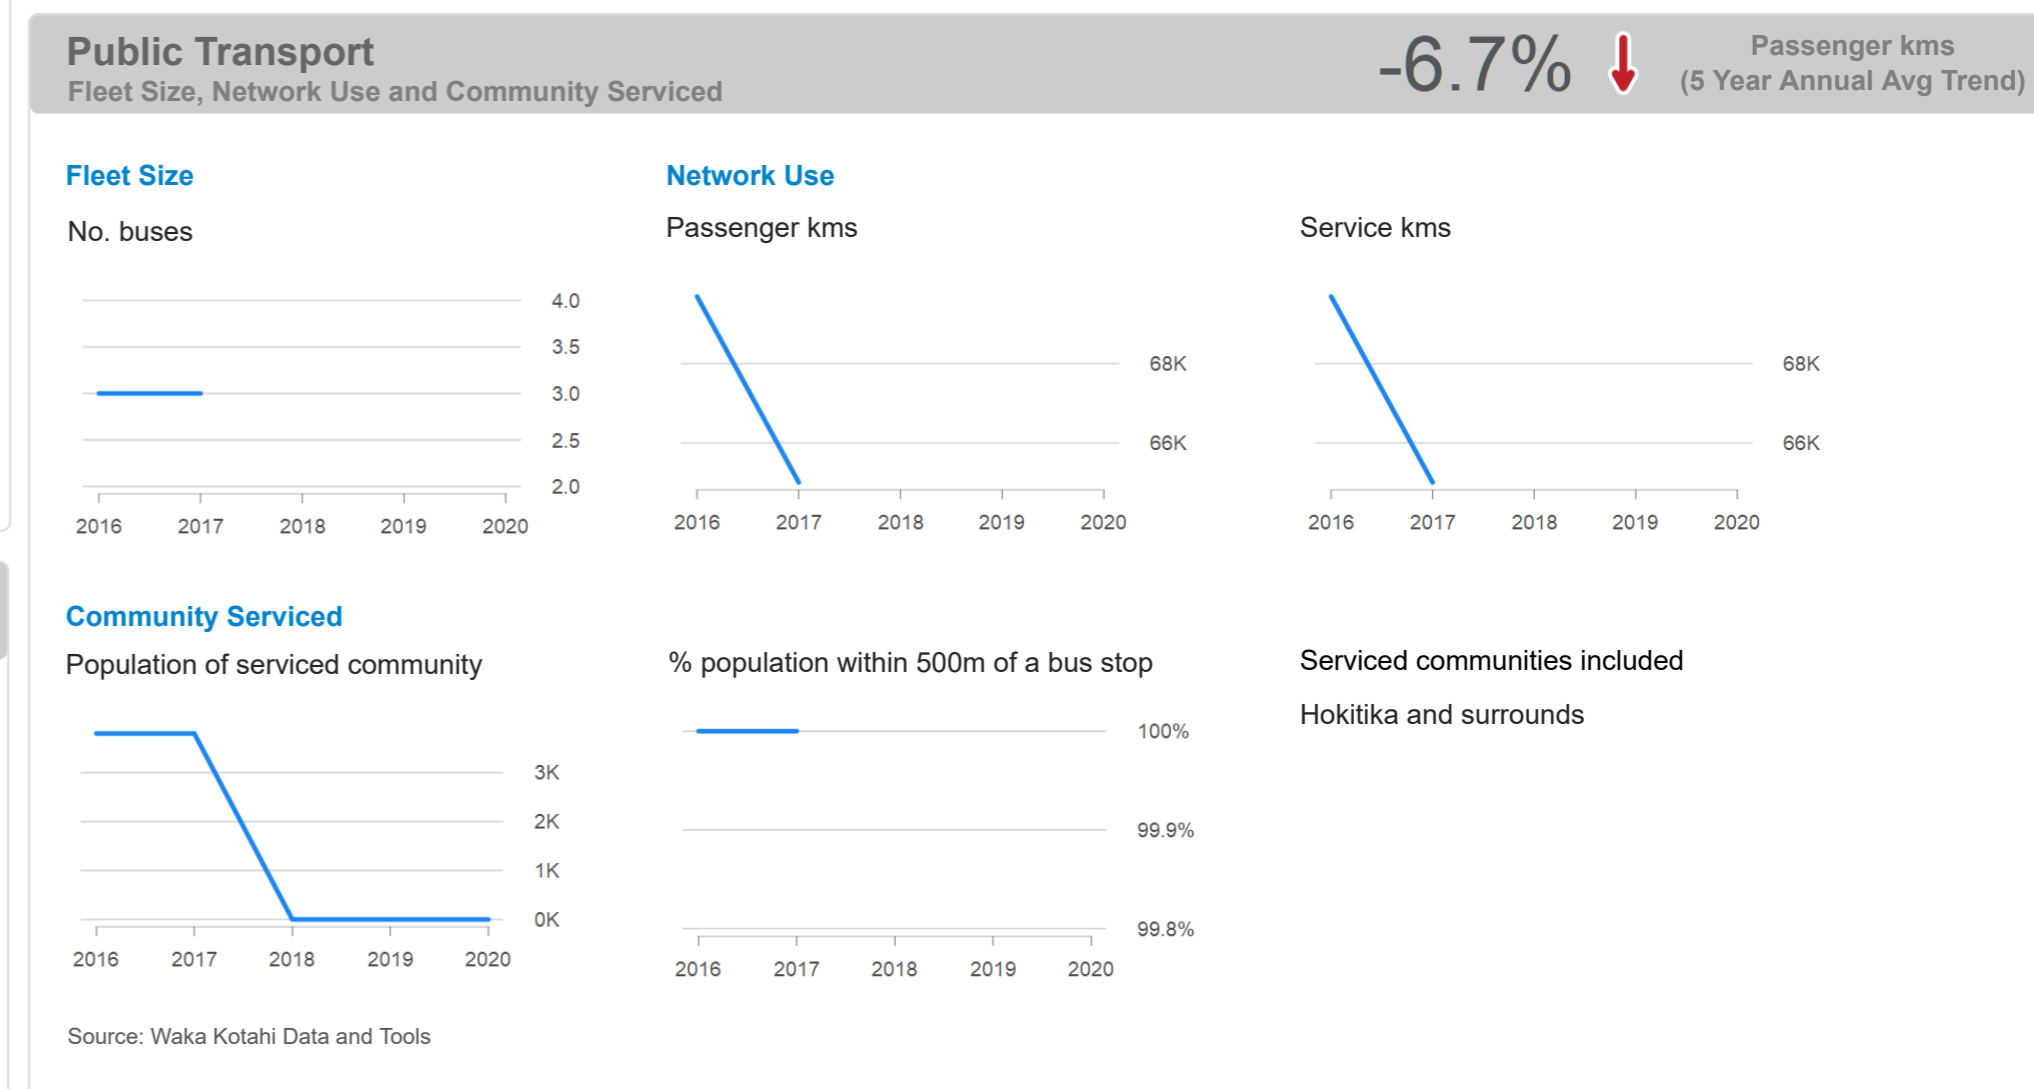 Public Transport
Fleet Size, Network Use and Community Serviced
-6.7%
Passenger kms
(5 Year Annual Avg Trend)
Fleet Size
No. buses
4.0
3.5
3.0
2.5
2.0
2016 2017 2018 2019 2020
Network Use
Passenger kms
68K
66K
2016 2017 2018 2019 2020
Service kms
68K
66K
2016 2017 2018 2019 2020
Community Serviced
Population of serviced community
3K
2K
1K
0K
2016 2017 2018 2019 2020
% population within 500m of a bus stop
100%
99.9%
99.8%
2016 2017 2018 2019 2020
Serviced communities included
Hokitika and surrounds
Source: Waka Kotahi Data and Tools